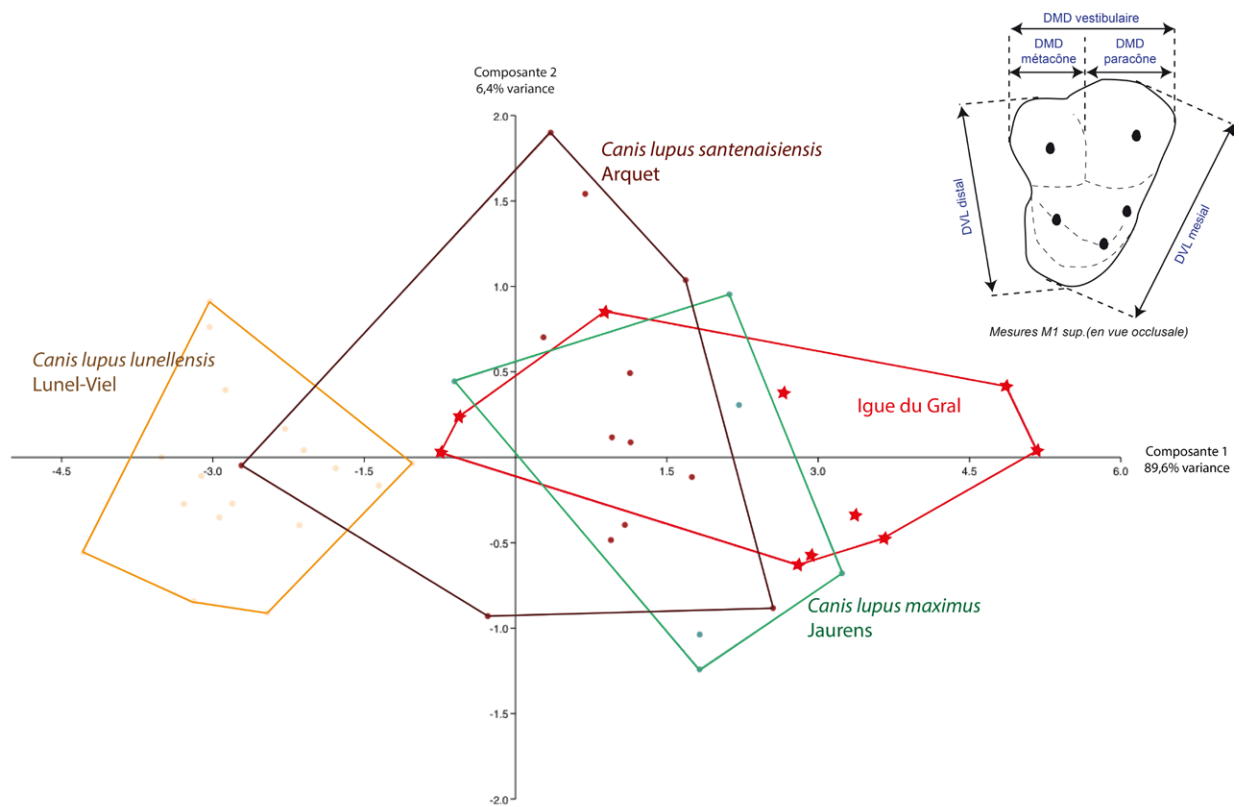 DMD vestibulaire
DMD
métacône
DMD
paracône
DVL distal
DVL mesial
Mesures M1 sup.(en vue occlusale)
Composante 2
6,4% variance
2.0
Canis lupus santenaisiensis
Arquet
1.5
1.0
Canis lupus lunellensis
Lunel-Viel
0.5
Igue du Gral
Composante 1
89,6% variance
-4.5
-3.0
-1.5
1.5
3.0
4.5
6.0
-0.5
Canis lupus maximus
Jaurens
-1.0
-1.5
-2.0